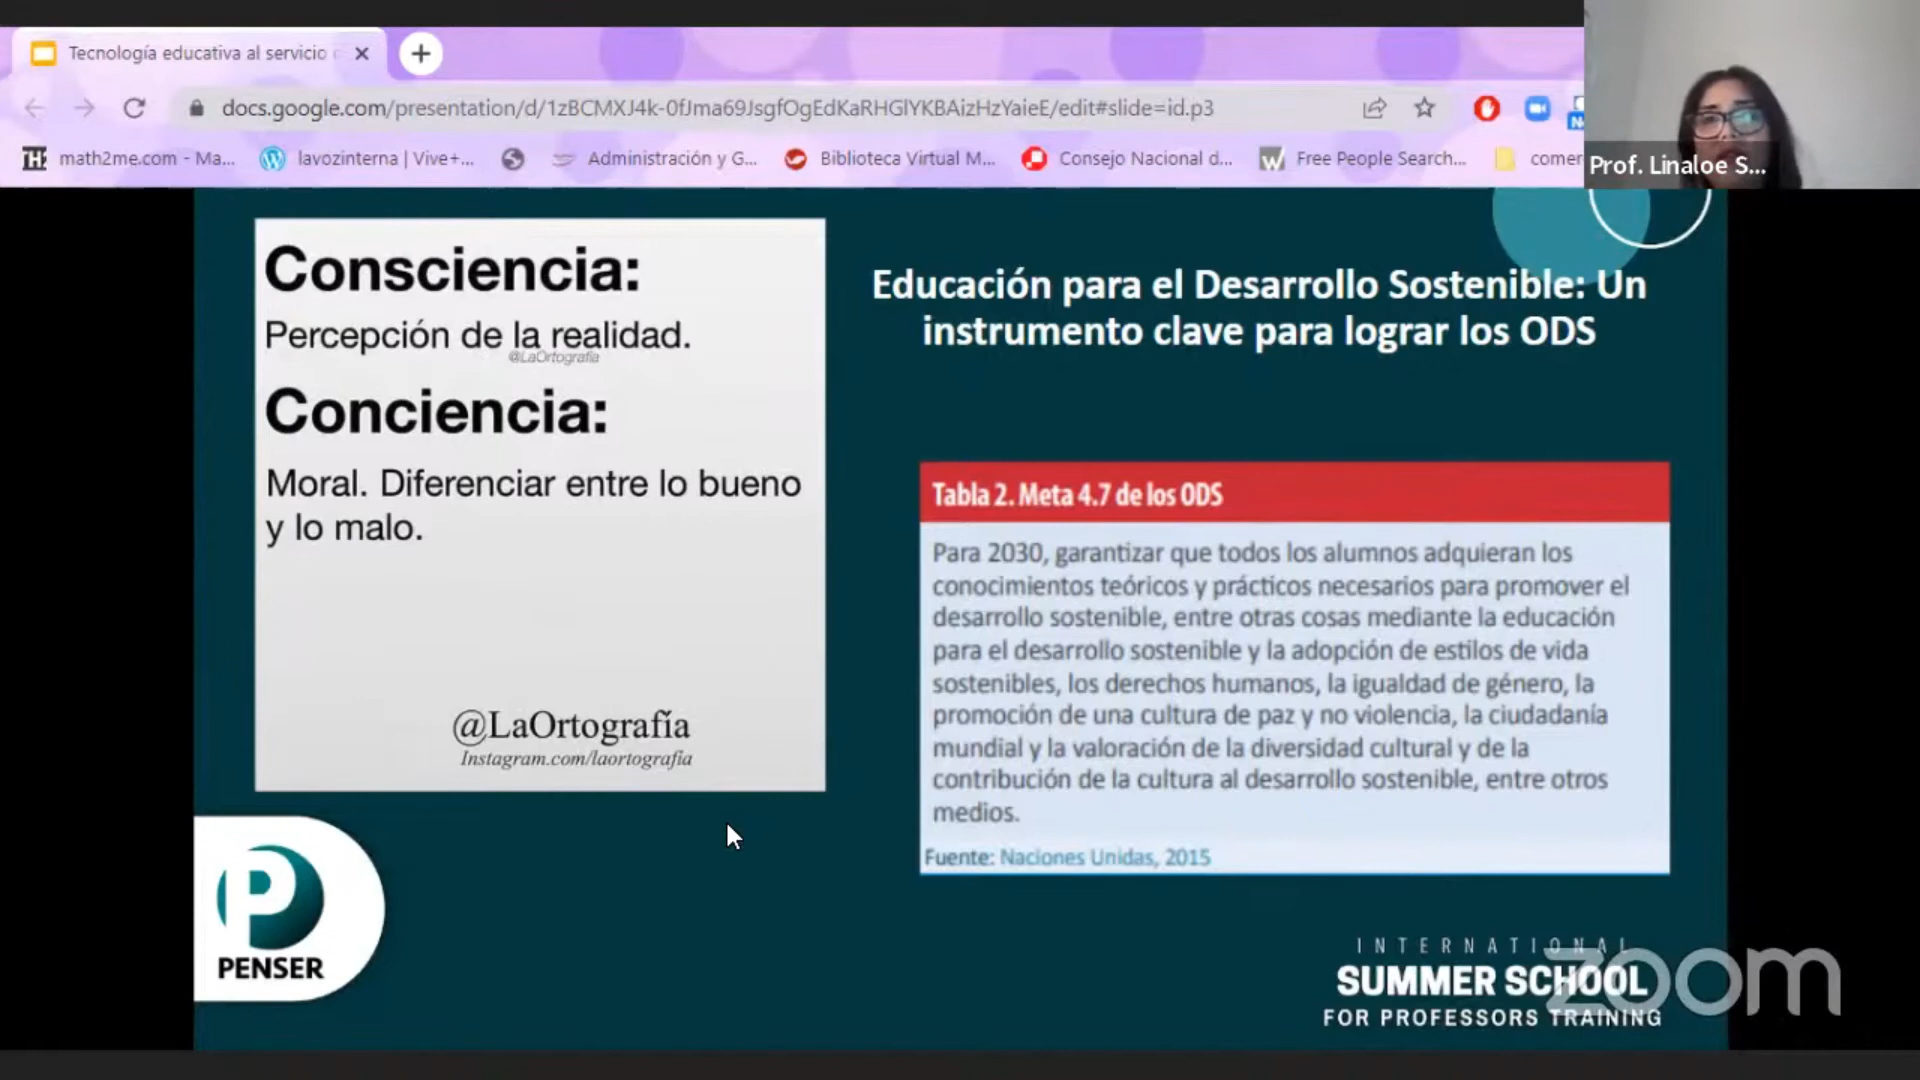 Tecnología educativa al servicio
docs.google.com/presentation/d/1zBCMXJ4k-0fJma69JsgfOgEdKaRHGlYKBAizHzYaieE/edit#slide=id.p3
math2me.com - Ma...
lavozinterna | Vive+...
Administración y G...
Biblioteca Virtual M...
Consejo Nacional d...
Free People Search...
comer
Prof. Linaloe S...
Consciencia:
Percepción de la realidad.
@LaOrtografía
Conciencia:
Moral. Diferenciar entre lo bueno
y lo malo.
@LaOrtografía
Instagram.com/laortografia
Educación para el Desarrollo Sostenible: Un
instrumento clave para lograr los ODS
Tabla 2. Meta 4.7 de los ODS
Para 2030, garantizar que todos los alumnos adquieran los
conocimientos teóricos y prácticos necesarios para promover el
desarrollo sostenible, entre otras cosas mediante la educación
para el desarrollo sostenible y la adopción de estilos de vida
sostenibles, los derechos humanos, la igualdad de género, la
promoción de una cultura de paz y no violencia, la ciudadanía
mundial y la valoración de la diversidad cultural y de la
contribución de la cultura al desarrollo sostenible, entre otros
medios.
Fuente: Naciones Unidas, 2015
P
PENSER
INTERNATIONAL
SUMMER SCHOOL
FOR PROFESSORS TRAINING
zoom